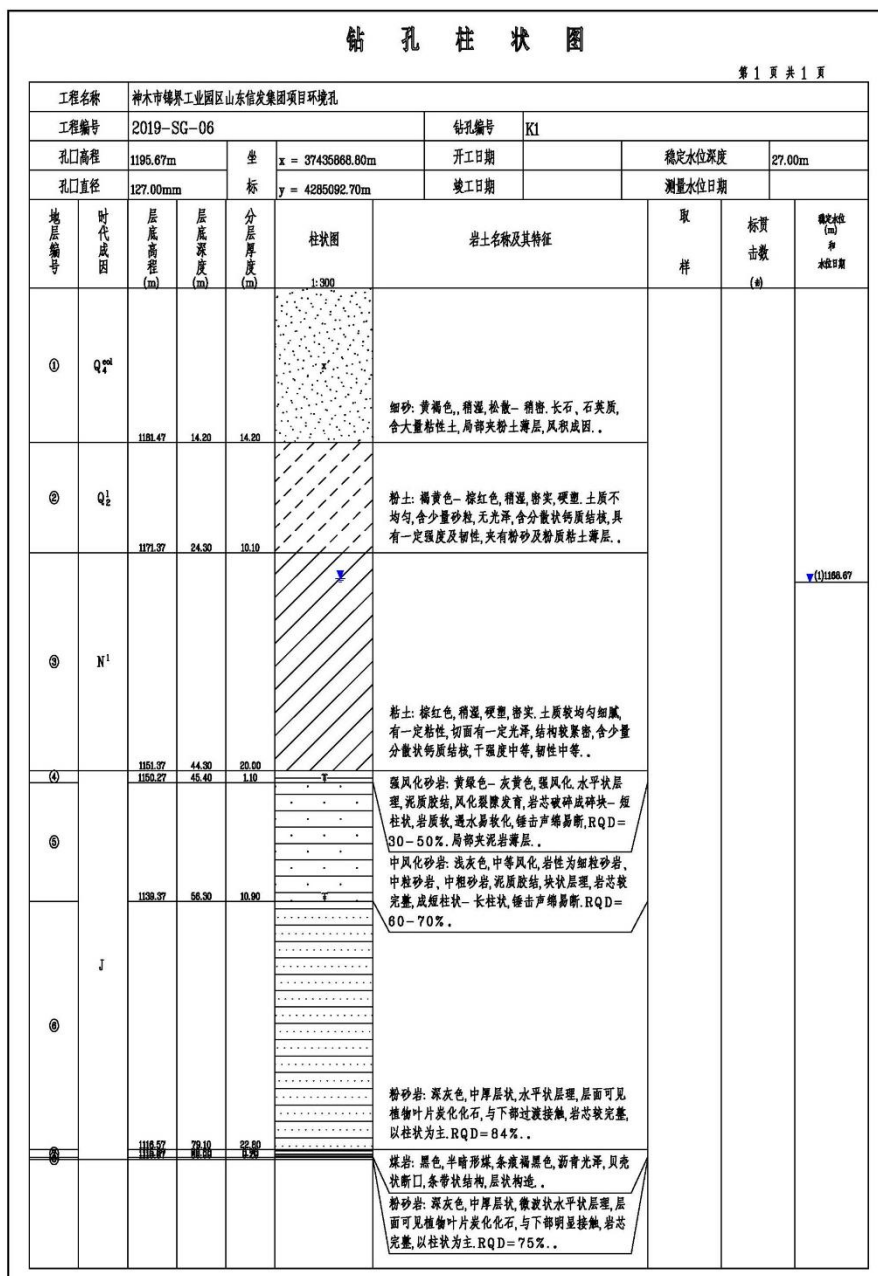 钻 孔 柱 状 图
第 1 页 共 1 页
工程名称 神木市锦界工业园区山东信发集团项目环境孔
工程编号 2019-SG-06 钻孔编号 K1
孔口高程 1195.67m 坐 x = 37435868.80m 开工日期 稳定水位深度 27.00m
孔口直径 127.00mm 标 y = 4285092.70m 竣工日期 测量水位日期
地层编号 时代成因 层底高程(m) 层底深度(m) 分层厚度(m) 柱状图 1:300 岩土名称及其特征 取样 标贯击数(击) 稳定水位(m)和水位日期
① Q₄ᵉᵒˡ
细砂: 黄褐色,, 稍湿, 松散- 稍密. 长石、石英质,
含大量粘性土, 局部夹粉土薄层, 风积成因. .
1181.47 14.20 14.20
② Q₂¹
粉土: 褐黄色- 棕红色, 稍湿, 密实, 硬塑. 土质不
均匀, 含少量砂粒, 无光泽, 含分散状钙质结核, 具
有一定强度及韧性, 夹有粉砂及粉质粘土薄层. .
1171.37 24.30 10.10
(1)1168.67
③ N¹
粘土: 棕红色, 稍湿, 硬塑, 密实. 土质较均匀细腻,
有一定粘性, 切面有一定光泽, 结构较紧密, 含少量
分散状钙质结核, 干强度中等, 韧性中等. .
1151.37 44.30 20.00
④ 1150.27 45.40 1.10
强风化砂岩: 黄绿色- 灰黄色, 强风化. 水平状层
理, 泥质胶结, 风化裂隙发育, 岩芯破碎成碎块- 短
柱状, 岩质软, 遇水易软化, 锤击声绵易断, RQD=
30-50%. 局部夹泥岩薄层. .
⑤
中风化砂岩: 浅灰色, 中等风化, 岩性为细粒砂岩、
中粒砂岩、中粗砂岩, 泥质胶结, 块状层理, 岩芯较
完整, 成短柱状- 长柱状, 锤击声绵易断. RQD=
60-70%. .
1139.37 56.30 10.90
J
⑥
粉砂岩: 深灰色, 中厚层状, 水平状层理, 层面可见
植物叶片炭化化石, 与下部过渡接触, 岩芯较完整,
以柱状为主. RQD=84%. .
1116.57 79.10 22.80
煤岩: 黑色, 半暗形煤, 条痕褐黑色, 沥青光泽, 贝壳
状断口, 条带状结构, 层状构造. .
粉砂岩: 深灰色, 中厚层状, 微波状水平状层理, 层
面可见植物叶片炭化化石, 与下部明显接触, 岩芯
完整, 以柱状为主. RQD=75%. .